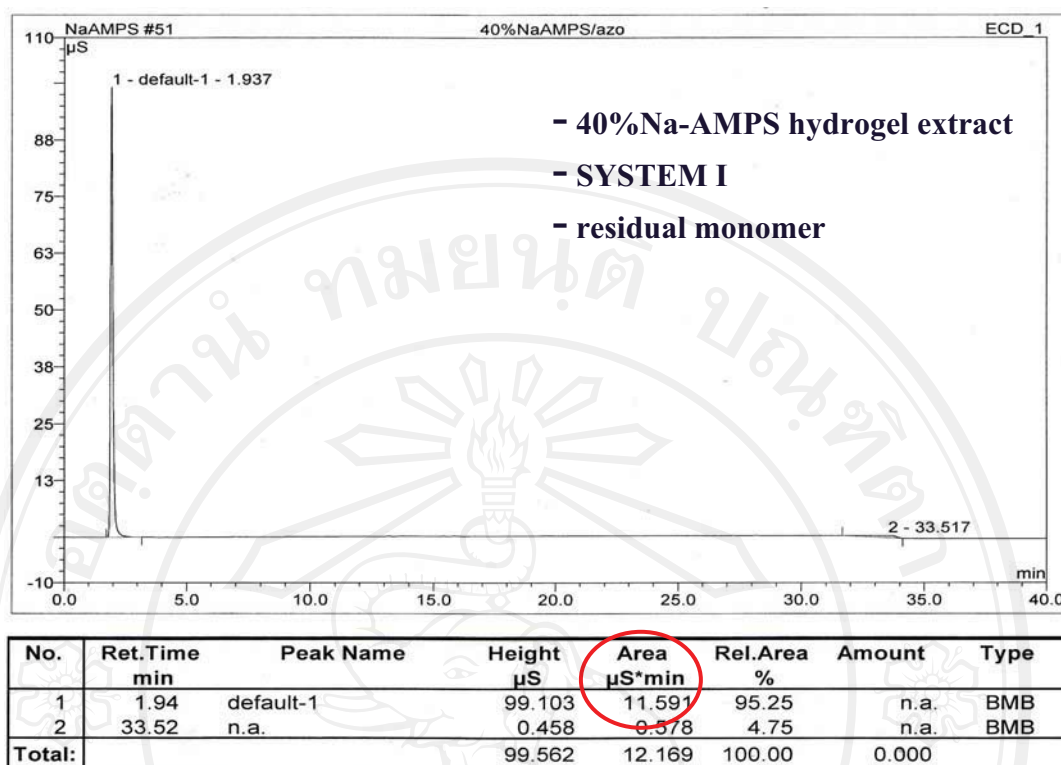 NaAMPS #51 40%NaAMPS/azo ECD_1
110
µS
1 - default-1 - 1.937
- 40%Na-AMPS hydrogel extract
88
- SYSTEM I
75
- residual monomer
63
50
38
25
13
2 - 33.517
min
-10
0.0 5.0 10.0 15.0 20.0 25.0 30.0 35.0 40.0
No. Ret.Time Peak Name Height Area Rel.Area Amount Type
min µS µS*min %
1 1.94 default-1 99.103 11.591 95.25 n.a. BMB
2 33.52 n.a. 0.458 0.578 4.75 n.a. BMB
Total: 99.562 12.169 100.00 0.000